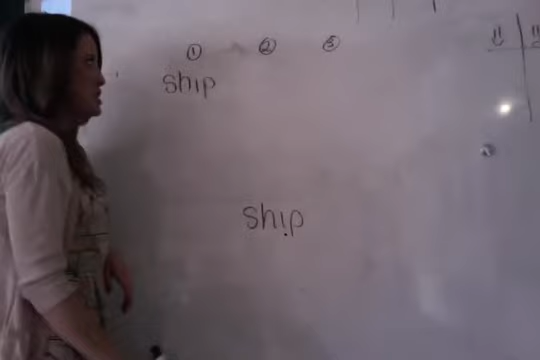 ① ② ③
ship
ship